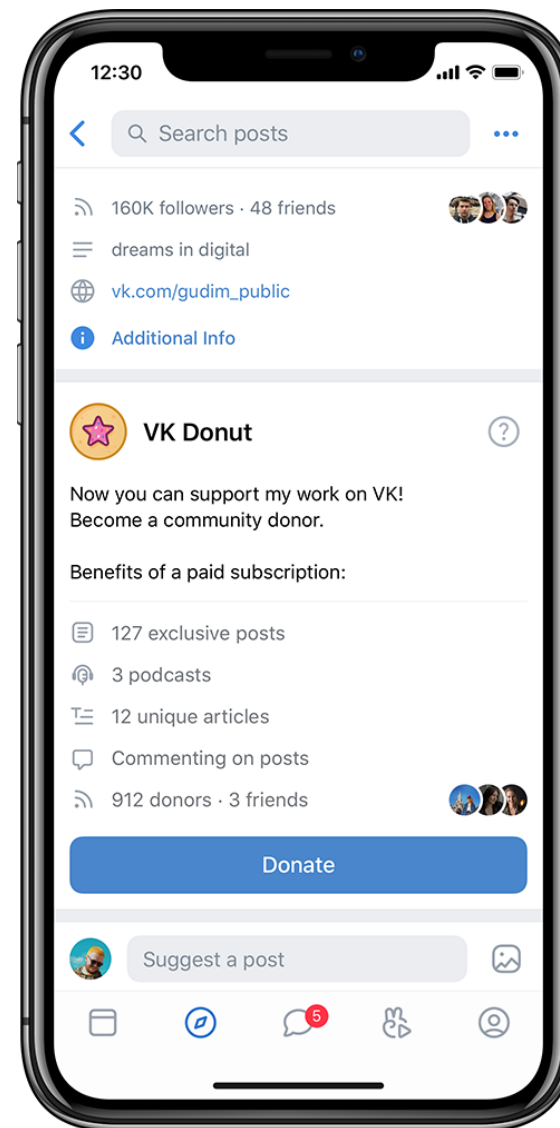 12:30
Search posts
160K followers · 48 friends
dreams in digital
vk.com/gudim_public
Additional Info
VK Donut
Now you can support my work on VK!
Become a community donor.
Benefits of a paid subscription:
127 exclusive posts
3 podcasts
12 unique articles
Commenting on posts
912 donors · 3 friends
Donate
Suggest a post
5